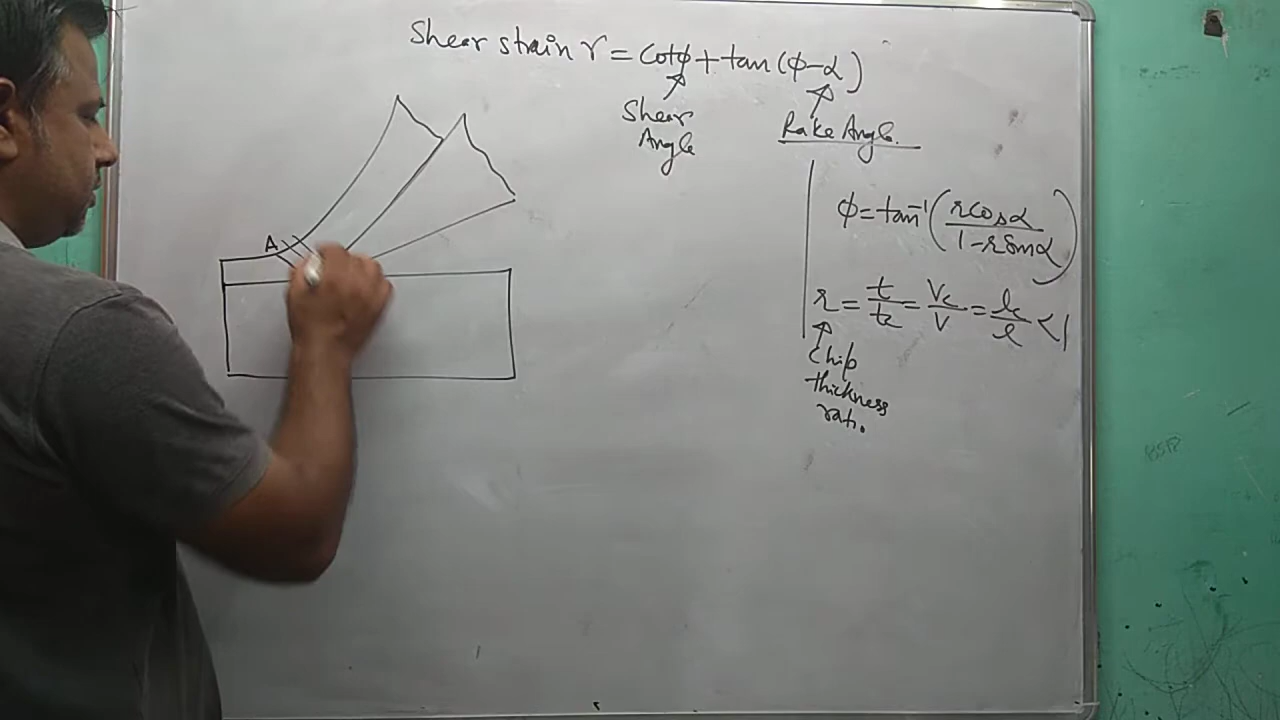 Shear strain γ = Cotϕ + tan (ϕ-α)
Shear
Angle
Rake Angle.
ϕ = tan⁻¹ (rcosα / 1-rsinα)
r = t/tc = Vc/V = lc/l < 1
Chip
thickness
rati.
A